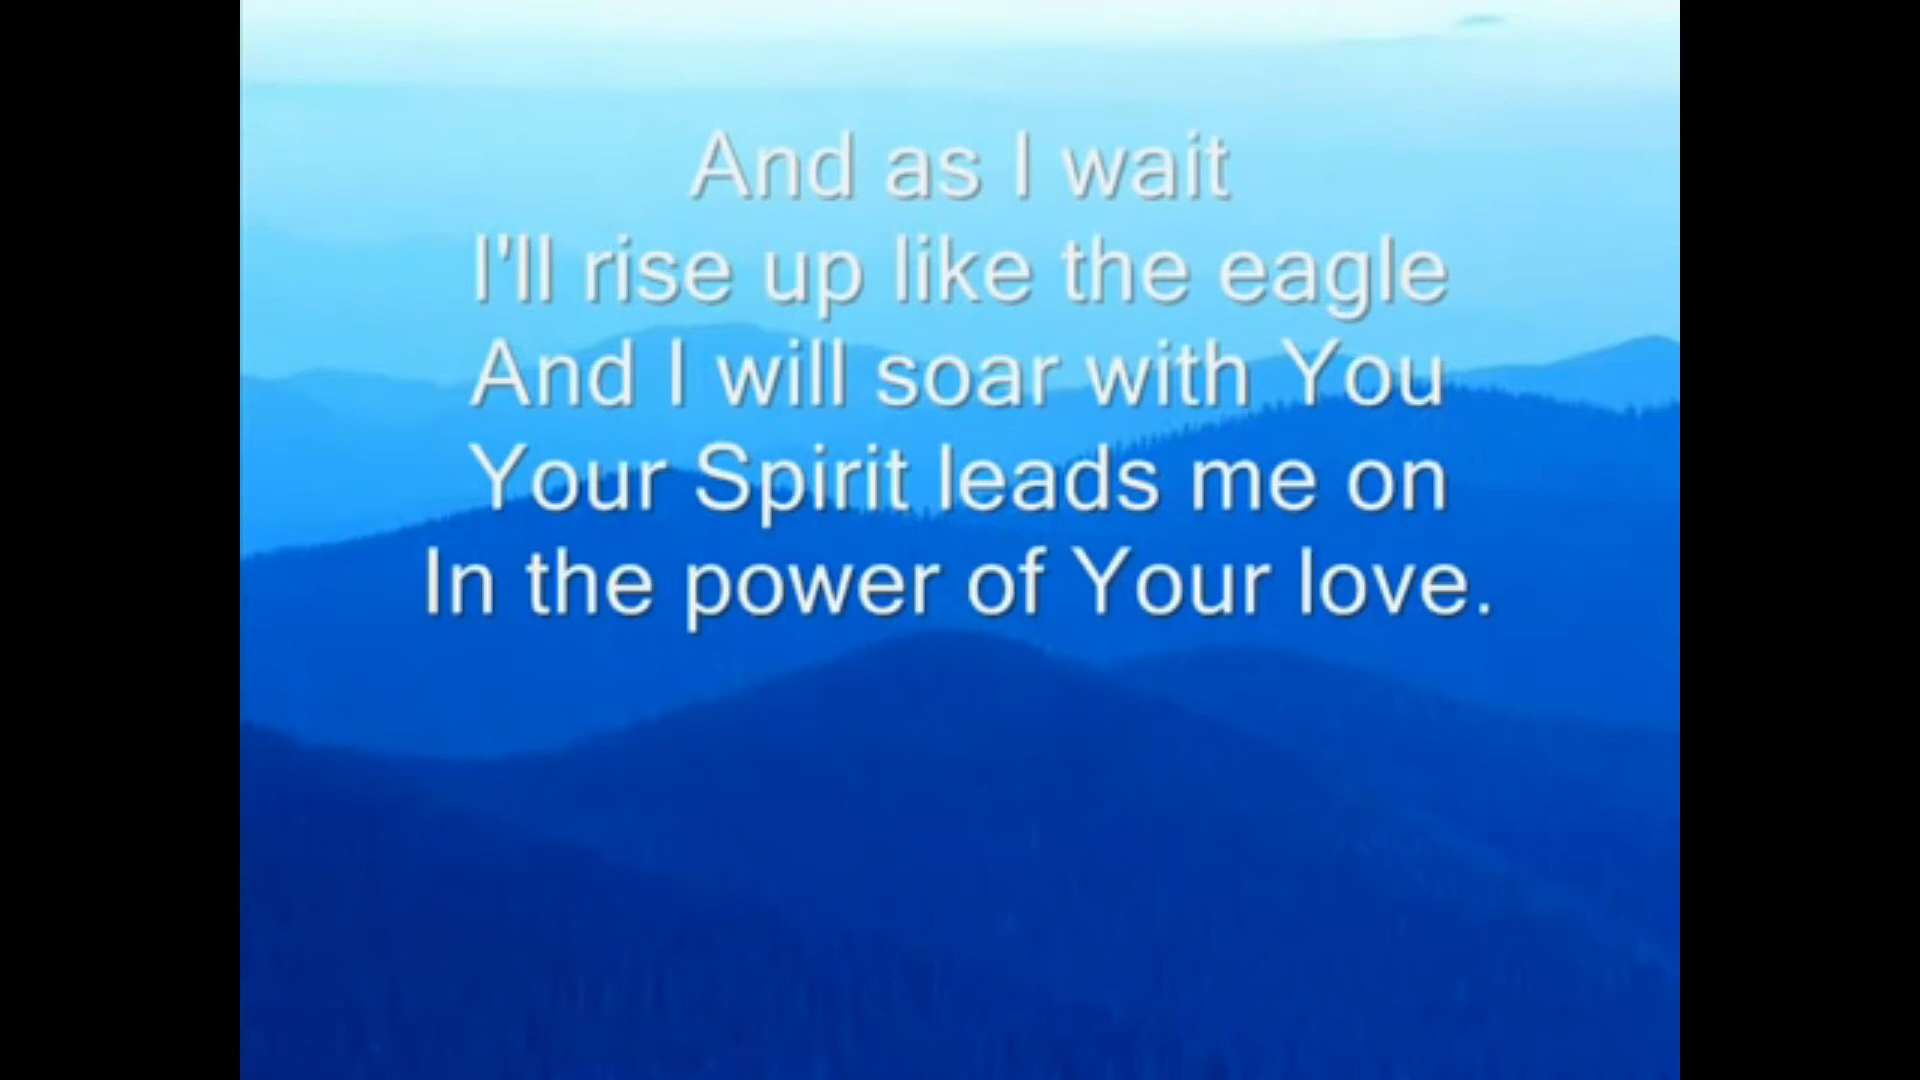 And as I wait
I'll rise up like the eagle
And I will soar with You
Your Spirit leads me on
In the power of Your love.